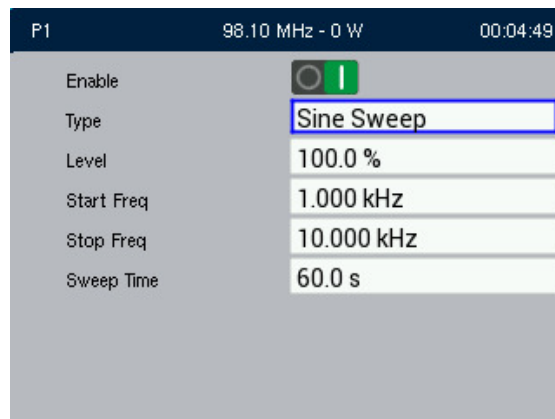 P1 98.10 MHz - 0 W 00:04:49
Enable
Type Sine Sweep
Level 100.0 %
Start Freq 1.000 kHz
Stop Freq 10.000 kHz
Sweep Time 60.0 s